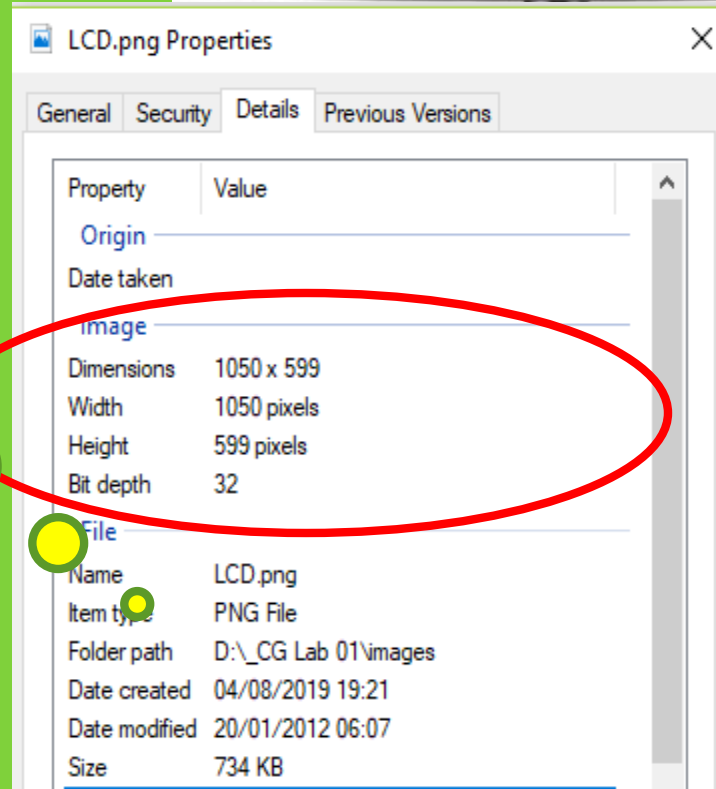 LCD.png Properties
General Security Details Previous Versions
Property Value
Origin
Date taken
Image
Dimensions 1050 x 599
Width 1050 pixels
Height 599 pixels
Bit depth 32
File
Name LCD.png
Item type PNG File
Folder path D:\_CG Lab 01\images
Date created 04/08/2019 19:21
Date modified 20/01/2012 06:07
Size 734 KB